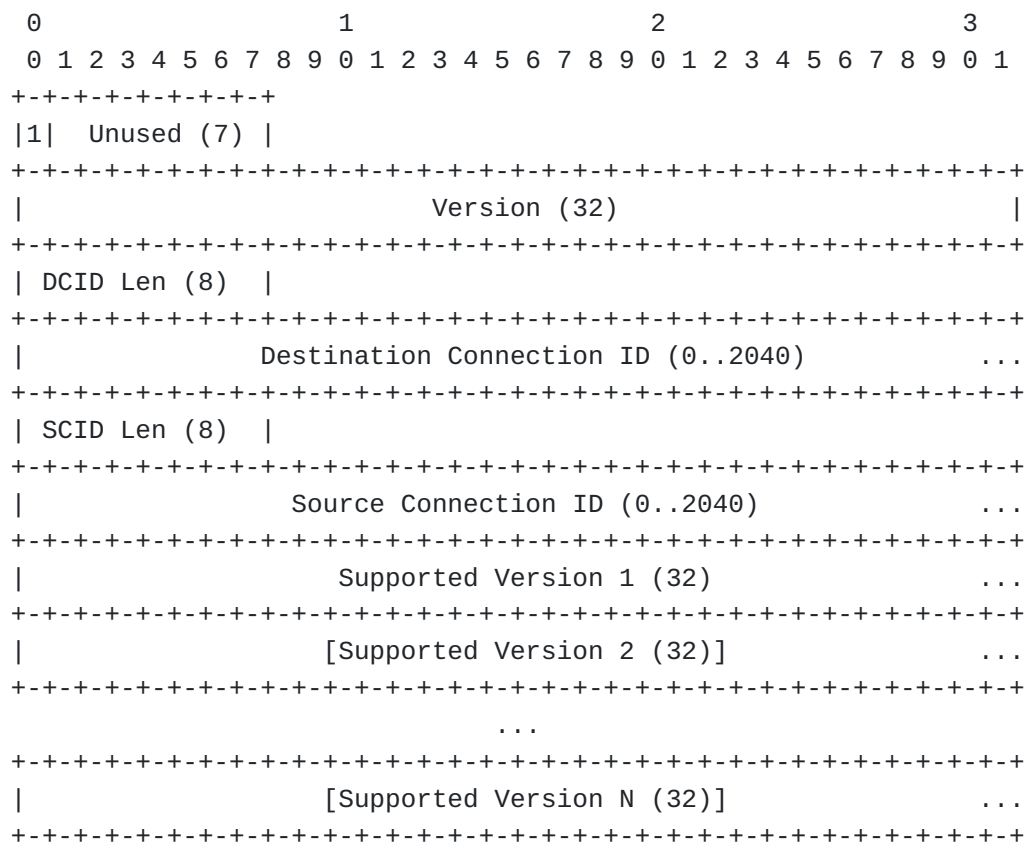 0                   1                   2                   3
 0 1 2 3 4 5 6 7 8 9 0 1 2 3 4 5 6 7 8 9 0 1 2 3 4 5 6 7 8 9 0 1
+-+-+-+-+-+-+-+-+
|1|  Unused (7) |
+-+-+-+-+-+-+-+-+-+-+-+-+-+-+-+-+-+-+-+-+-+-+-+-+-+-+-+-+-+-+-+-+
|                          Version (32)                         |
+-+-+-+-+-+-+-+-+-+-+-+-+-+-+-+-+-+-+-+-+-+-+-+-+-+-+-+-+-+-+-+-+
| DCID Len (8)  |
+-+-+-+-+-+-+-+-+-+-+-+-+-+-+-+-+-+-+-+-+-+-+-+-+-+-+-+-+-+-+-+-+
|               Destination Connection ID (0..2040)           ...
+-+-+-+-+-+-+-+-+-+-+-+-+-+-+-+-+-+-+-+-+-+-+-+-+-+-+-+-+-+-+-+-+
| SCID Len (8)  |
+-+-+-+-+-+-+-+-+-+-+-+-+-+-+-+-+-+-+-+-+-+-+-+-+-+-+-+-+-+-+-+-+
|                 Source Connection ID (0..2040)              ...
+-+-+-+-+-+-+-+-+-+-+-+-+-+-+-+-+-+-+-+-+-+-+-+-+-+-+-+-+-+-+-+-+
|                    Supported Version 1 (32)                 ...
+-+-+-+-+-+-+-+-+-+-+-+-+-+-+-+-+-+-+-+-+-+-+-+-+-+-+-+-+-+-+-+-+
|                   [Supported Version 2 (32)]                ...
+-+-+-+-+-+-+-+-+-+-+-+-+-+-+-+-+-+-+-+-+-+-+-+-+-+-+-+-+-+-+-+-+
                               ...
+-+-+-+-+-+-+-+-+-+-+-+-+-+-+-+-+-+-+-+-+-+-+-+-+-+-+-+-+-+-+-+-+
|                   [Supported Version N (32)]                ...
+-+-+-+-+-+-+-+-+-+-+-+-+-+-+-+-+-+-+-+-+-+-+-+-+-+-+-+-+-+-+-+-+